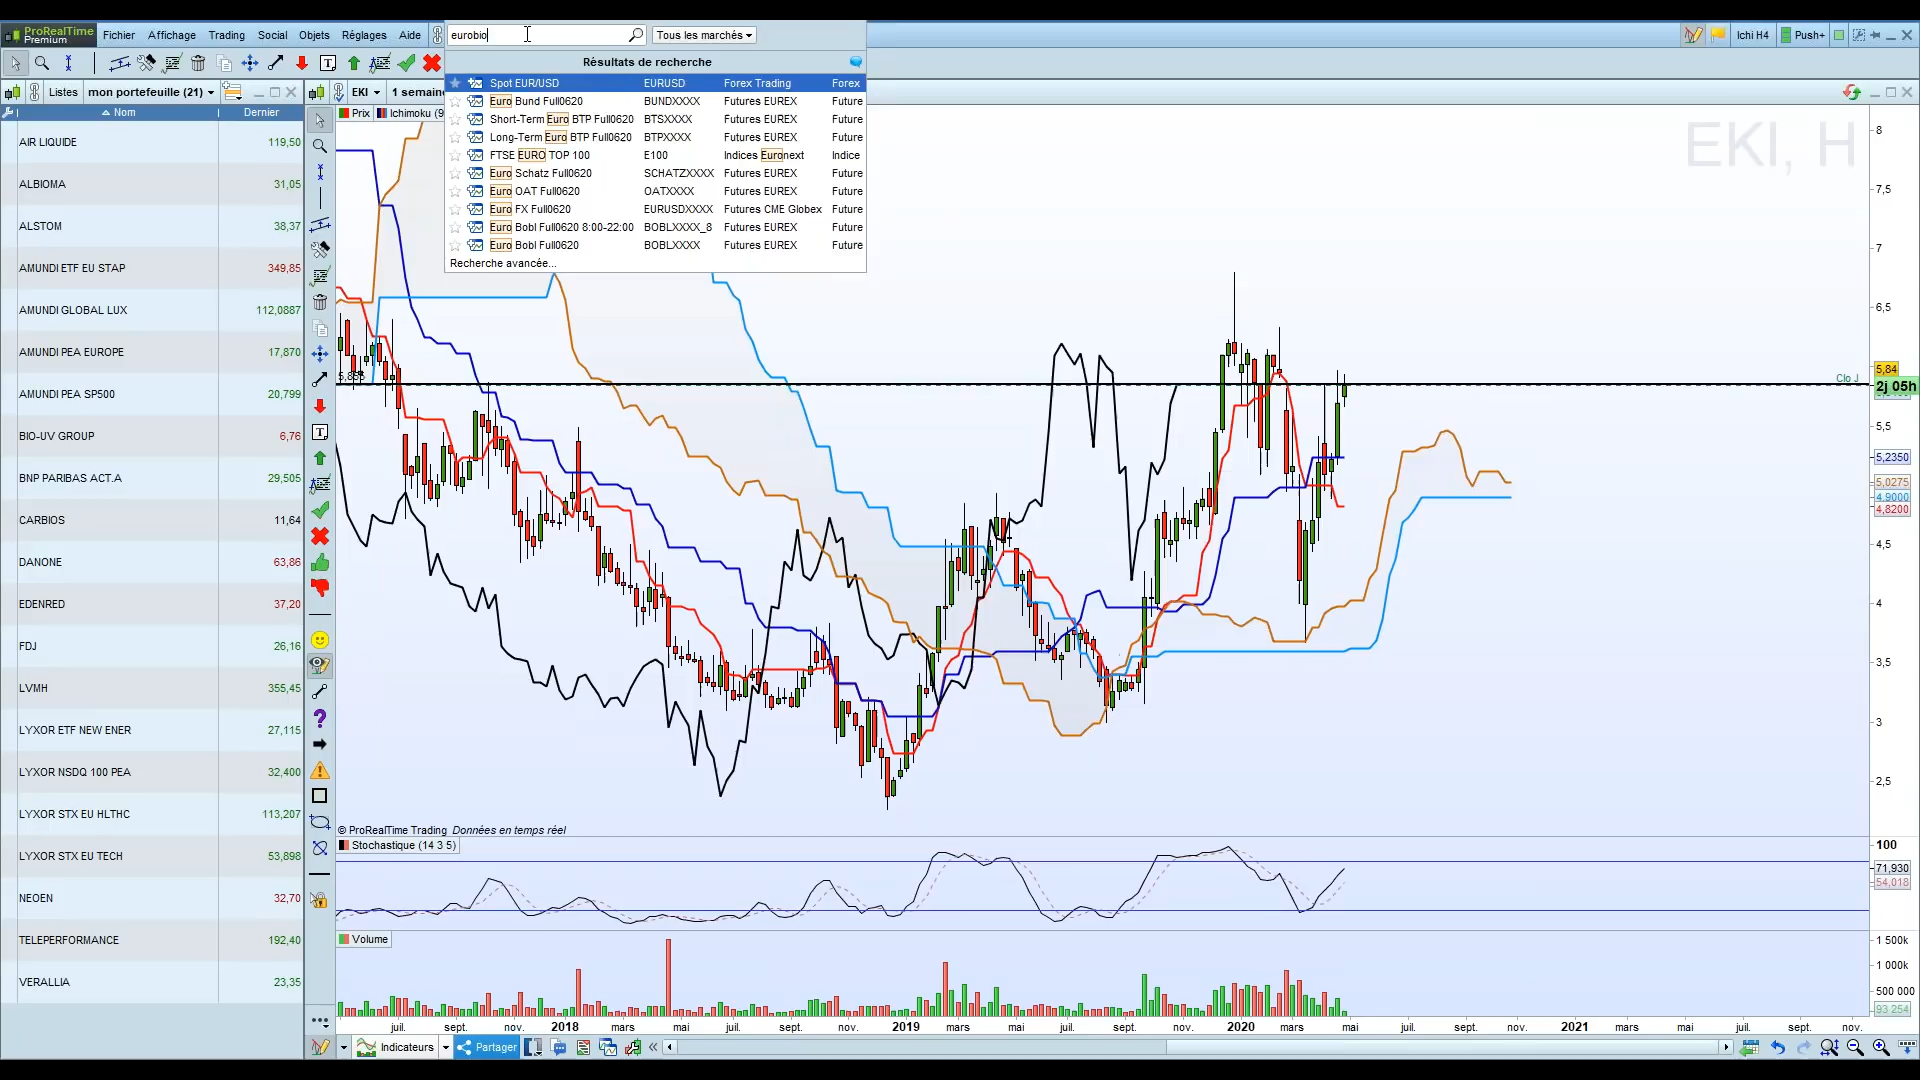 ProRealTime
Premium
Fichier
Affichage
Trading
Social
Objets
Réglages
Aide
eurobio
Tous les marchés
Ichi H4
Push+
Résultats de recherche
Spot EUR/USD EURUSD Forex Trading Forex
Euro Bund Full0620 BUNDXXXX Futures EUREX Future
Short-Term Euro BTP Full0620 BTSXXXX Futures EUREX Future
Long-Term Euro BTP Full0620 BTPXXXX Futures EUREX Future
FTSE EURO TOP 100 E100 Indices Euronext Indice
Euro Schatz Full0620 SCHATZXXXX Futures EUREX Future
Euro OAT Full0620 OATXXXX Futures EUREX Future
Euro FX Full0620 EURUSDXXXX Futures CME Globex Future
Euro Bobl Full0620 8:00-22:00 BOBLXXXX_8 Futures EUREX Future
Euro Bobl Full0620 BOBLXXXX Futures EUREX Future
Recherche avancée...
Listes mon portefeuille (21)
EKI 1 semaine
Nom Dernier
AIR LIQUIDE 119,50
ALBIOMA 31,05
ALSTOM 38,37
AMUNDI ETF EU STAP 349,85
AMUNDI GLOBAL LUX 112,0887
AMUNDI PEA EUROPE 17,870
AMUNDI PEA SP500 20,799
BIO-UV GROUP 6,76
BNP PARIBAS ACT.A 29,505
CARBIOS 11,64
DANONE 63,86
EDENRED 37,20
FDJ 26,16
LVMH 355,45
LYXOR ETF NEW ENER 27,115
LYXOR NSDQ 100 PEA 32,400
LYXOR STX EU HLTHC 113,207
LYXOR STX EU TECH 53,898
NEOEN 32,70
TELEPERFORMANCE 192,40
VERALLIA 23,35
Prix
Ichimoku (9
EKI, H
8
7,5
7
6,5
5,84
Clo J
2j 05h
5,5
5,2350
5,0275
4,9000
4,8200
4,5
4
3,5
3
2,5
© ProRealTime Trading Données en temps réel
Stochastique (14 3 5)
100
71,930
54,018
Volume
1 500k
1 000k
500 000
93 254
juil. sept. nov. 2018 mars mai juil. sept. nov. 2019 mars mai juil. sept. nov. 2020 mars mai juil. sept. nov. 2021 mars mai juil. sept. nov.
Indicateurs
Partager